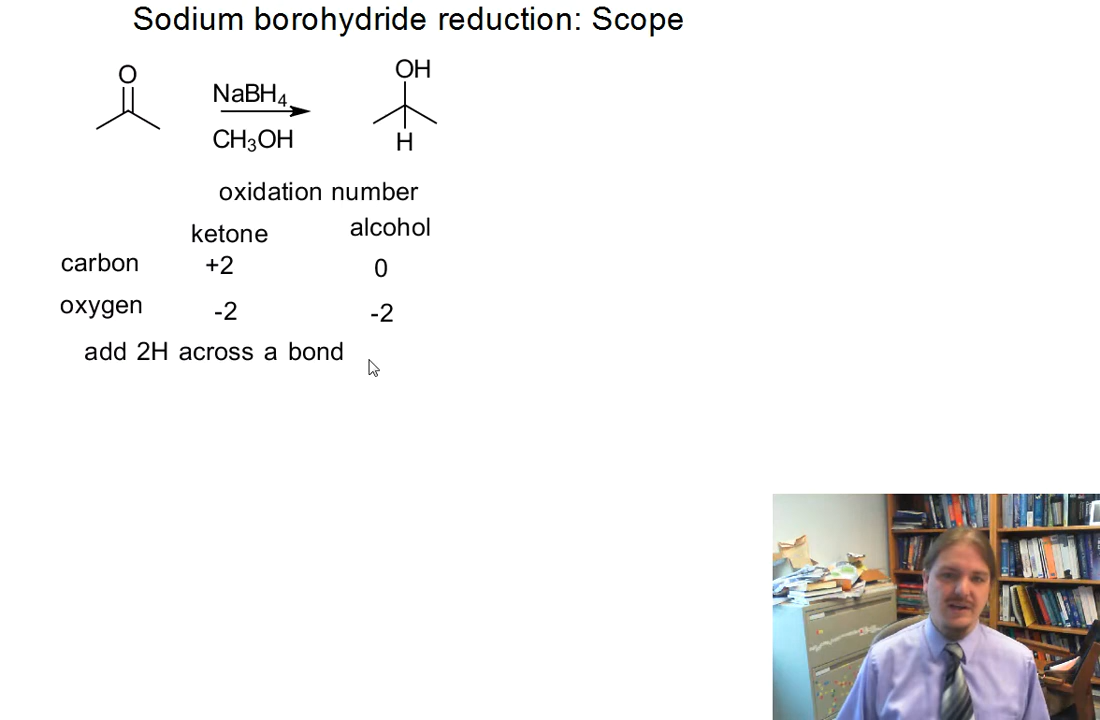 Sodium borohydride reduction: Scope
O
NaBH4
CH3OH
OH
H
oxidation number
ketone alcohol
carbon +2 0
oxygen -2 -2
add 2H across a bond